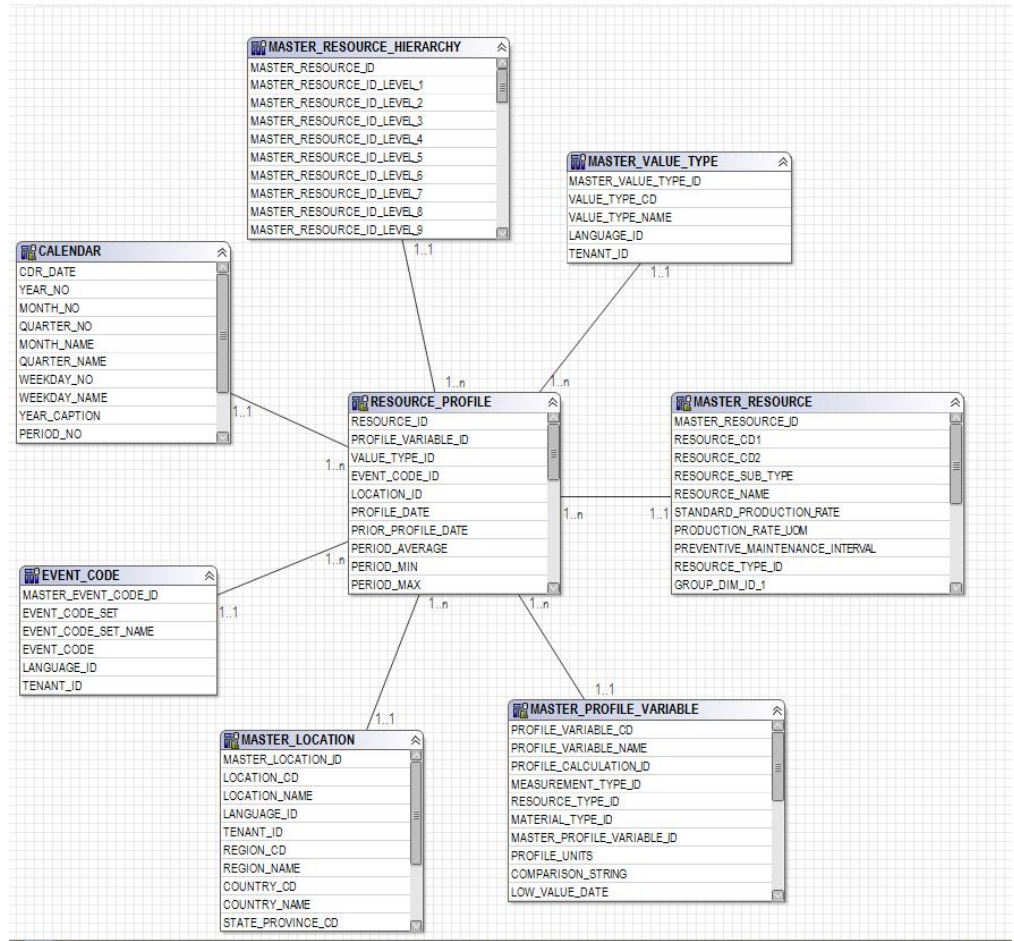 MASTER_RESOURCE_HIERARCHY
MASTER_RESOURCE_ID
MASTER_RESOURCE_ID_LEVEL_1
MASTER_RESOURCE_ID_LEVEL_2
MASTER_RESOURCE_ID_LEVEL_3
MASTER_RESOURCE_ID_LEVEL_4
MASTER_RESOURCE_ID_LEVEL_5
MASTER_RESOURCE_ID_LEVEL_6
MASTER_RESOURCE_ID_LEVEL_7
MASTER_RESOURCE_ID_LEVEL_8
MASTER_RESOURCE_ID_LEVEL_9
1..1
MASTER_VALUE_TYPE
MASTER_VALUE_TYPE_ID
VALUE_TYPE_CD
VALUE_TYPE_NAME
LANGUAGE_ID
TENANT_ID
1..1
CALENDAR
CDR_DATE
YEAR_NO
MONTH_NO
QUARTER_NO
MONTH_NAME
QUARTER_NAME
WEEKDAY_NO
WEEKDAY_NAME
YEAR_CAPTION
PERIOD_NO
1..1
1..n
1..n
1..n
RESOURCE_PROFILE
RESOURCE_ID
PROFILE_VARIABLE_ID
VALUE_TYPE_ID
EVENT_CODE_ID
LOCATION_ID
PROFILE_DATE
PRIOR_PROFILE_DATE
PERIOD_AVERAGE
PERIOD_MIN
PERIOD_MAX
1..n
1..1
MASTER_RESOURCE
MASTER_RESOURCE_ID
RESOURCE_CD1
RESOURCE_CD2
RESOURCE_SUB_TYPE
RESOURCE_NAME
STANDARD_PRODUCTION_RATE
PRODUCTION_RATE_UOM
PREVENTIVE_MAINTENANCE_INTERVAL
RESOURCE_TYPE_ID
GROUP_DIM_ID_1
1..n
EVENT_CODE
MASTER_EVENT_CODE_ID
EVENT_CODE_SET
EVENT_CODE_SET_NAME
EVENT_CODE
LANGUAGE_ID
TENANT_ID
1..1
1..n
1..n
1..1
MASTER_LOCATION
MASTER_LOCATION_ID
LOCATION_CD
LOCATION_NAME
LANGUAGE_ID
TENANT_ID
REGION_CD
REGION_NAME
COUNTRY_CD
COUNTRY_NAME
STATE_PROVINCE_CD
1..1
MASTER_PROFILE_VARIABLE
PROFILE_VARIABLE_CD
PROFILE_VARIABLE_NAME
PROFILE_CALCULATION_ID
MEASUREMENT_TYPE_ID
RESOURCE_TYPE_ID
MATERIAL_TYPE_ID
MASTER_PROFILE_VARIABLE_ID
PROFILE_UNITS
COMPARISON_STRING
LOW_VALUE_DATE